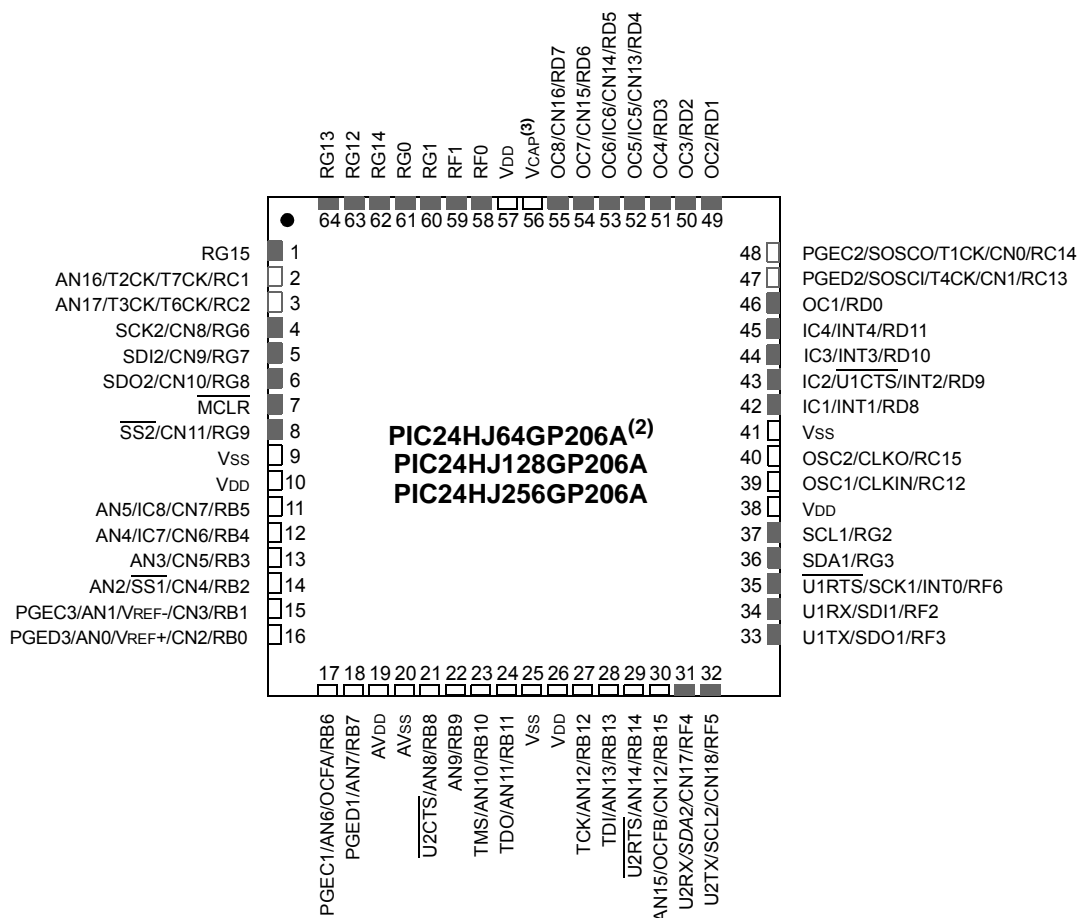 RG13
RG12
RG14
RG0
RG1
RF1
RF0
VDD
VCAP(3)
OC8/CN16/RD7
OC7/CN15/RD6
OC6/IC6/CN14/RD5
OC5/IC5/CN13/RD4
OC4/RD3
OC3/RD2
OC2/RD1
64 63 62 61 60 59 58 57 56 55 54 53 52 51 50 49
RG15 1
AN16/T2CK/T7CK/RC1 2
AN17/T3CK/T6CK/RC2 3
SCK2/CN8/RG6 4
SDI2/CN9/RG7 5
SDO2/CN10/RG8 6
MCLR 7
SS2/CN11/RG9 8
VSS 9
VDD 10
AN5/IC8/CN7/RB5 11
AN4/IC7/CN6/RB4 12
AN3/CN5/RB3 13
AN2/SS1/CN4/RB2 14
PGEC3/AN1/VREF-/CN3/RB1 15
PGED3/AN0/VREF+/CN2/RB0 16
PIC24HJ64GP206A(2)
PIC24HJ128GP206A
PIC24HJ256GP206A
48 PGEC2/SOSCO/T1CK/CN0/RC14
47 PGED2/SOSCI/T4CK/CN1/RC13
46 OC1/RD0
45 IC4/INT4/RD11
44 IC3/INT3/RD10
43 IC2/U1CTS/INT2/RD9
42 IC1/INT1/RD8
41 VSS
40 OSC2/CLKO/RC15
39 OSC1/CLKIN/RC12
38 VDD
37 SCL1/RG2
36 SDA1/RG3
35 U1RTS/SCK1/INT0/RF6
34 U1RX/SDI1/RF2
33 U1TX/SDO1/RF3
17 18 19 20 21 22 23 24 25 26 27 28 29 30 31 32
PGEC1/AN6/OCFA/RB6
PGED1/AN7/RB7
AVDD
AVSS
U2CTS/AN8/RB8
AN9/RB9
TMS/AN10/RB10
TDO/AN11/RB11
VSS
VDD
TCK/AN12/RB12
TDI/AN13/RB13
U2RTS/AN14/RB14
AN15/OCFB/CN12/RB15
U2RX/SDA2/CN17/RF4
U2TX/SCL2/CN18/RF5